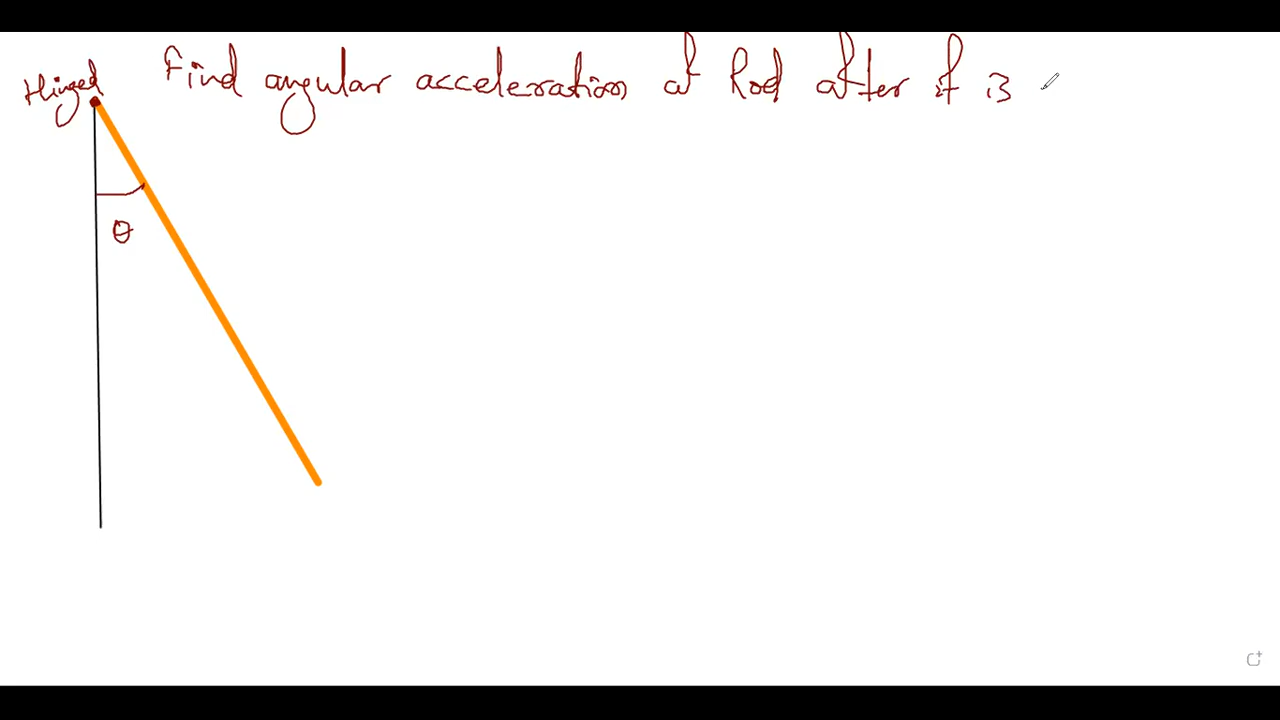 Hinged
Find angular acceleration of Rod after it is
θ